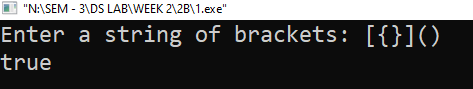 "N:\SEM - 3\DS LAB\WEEK 2\2B\1.exe"
Enter a string of brackets: [{}]()
true